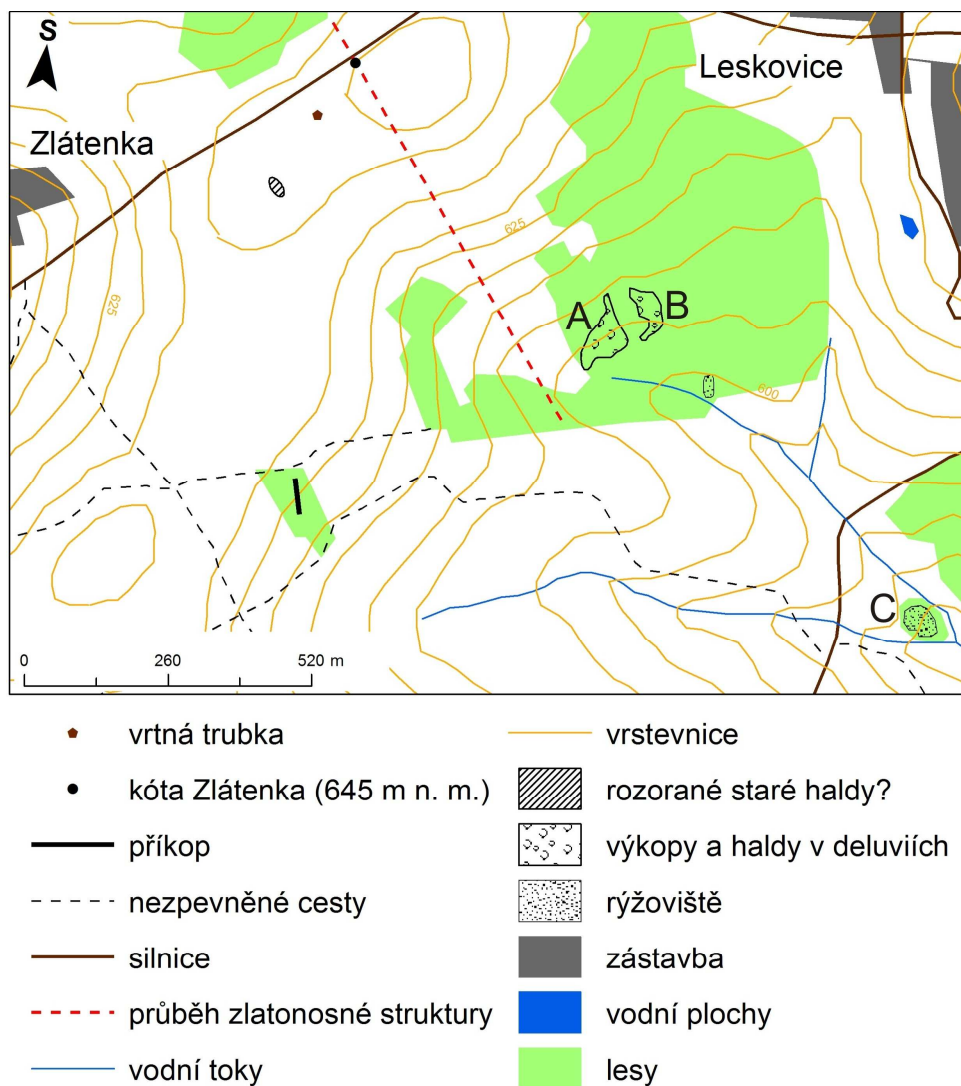 S
Leskovice
Zlátenka
625
625
A
B
600
C
0 260 520 m
vrtná trubka
kóta Zlátenka (645 m n. m.)
příkop
nezpevněné cesty
silnice
průběh zlatonosné struktury
vodní toky
vrstevnice
rozorané staré haldy?
výkopy a haldy v deluviích
rýžoviště
zástavba
vodní plochy
lesy